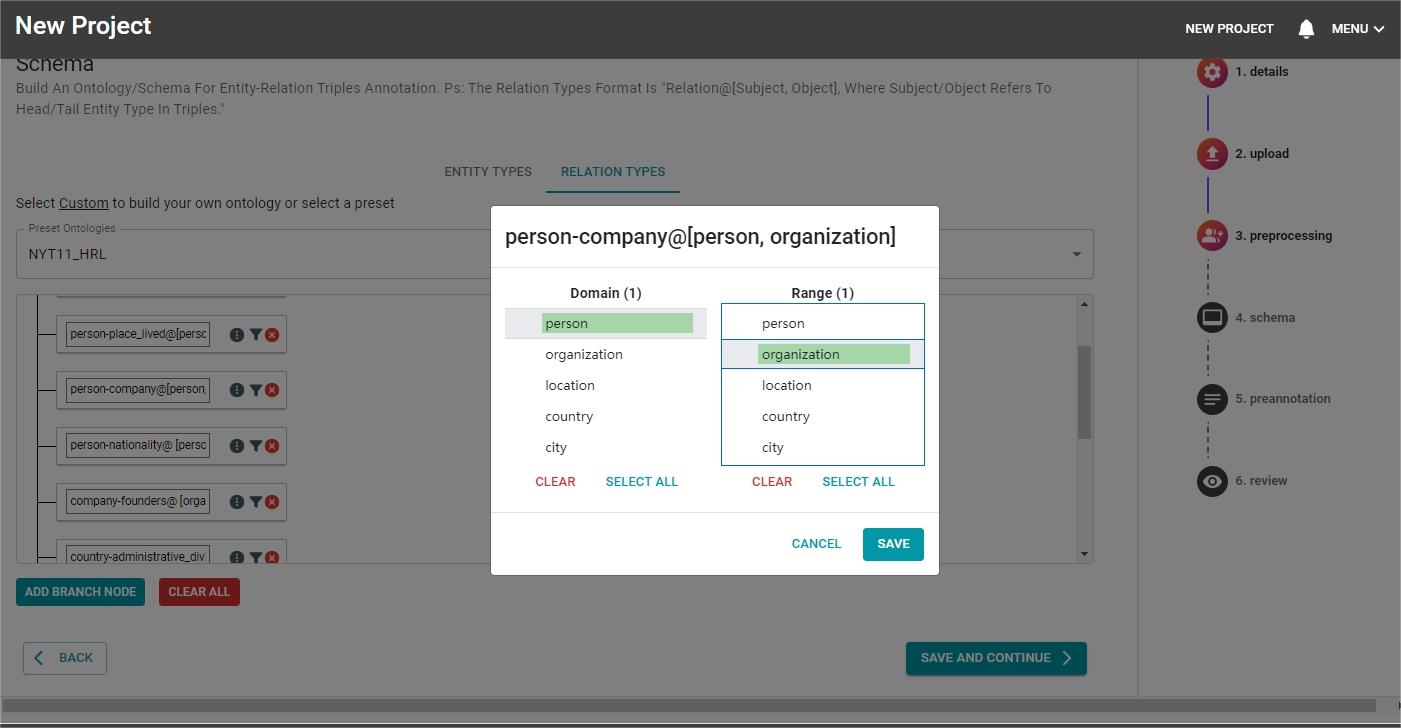 New Project
NEW PROJECT
MENU
Schema
Build An Ontology/Schema For Entity-Relation Triples Annotation. Ps: The Relation Types Format Is "Relation@[Subject, Object], Where Subject/Object Refers To
Head/Tail Entity Type In Triples."
ENTITY TYPES
RELATION TYPES
Select Custom to build your own ontology or select a preset
Preset Ontologies
NYT11_HRL
person-place_lived@[perso
person-company@[person,
person-nationality@ [perso
company-founders@ [orga
country-administrative_div
ADD BRANCH NODE
CLEAR ALL
BACK
SAVE AND CONTINUE
person-company@[person, organization]
Domain (1)
person
organization
location
country
city
CLEAR
SELECT ALL
Range (1)
person
organization
location
country
city
CLEAR
SELECT ALL
CANCEL
SAVE
1. details
2. upload
3. preprocessing
4. schema
5. preannotation
6. review